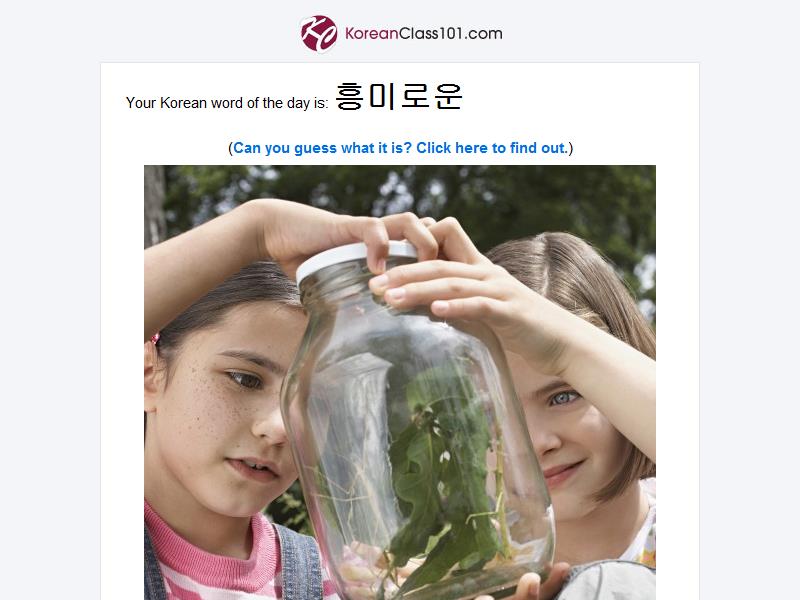 KoreanClass101.com
Your Korean word of the day is: 흥미로운
(Can you guess what it is? Click here to find out.)